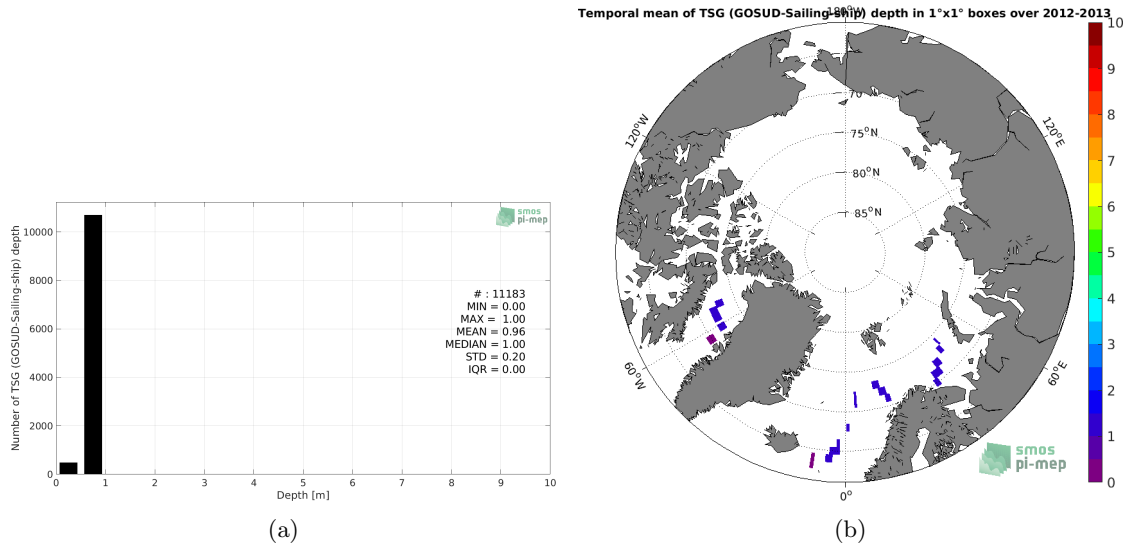 Number of TSG (GOSUD-Sailing-ship) depth
10000
8000
6000
4000
2000
0
smos
pi-mep
# : 11183
MIN = 0.00
MAX = 1.00
MEAN = 0.96
MEDIAN = 1.00
STD = 0.20
IQR = 0.00
0 1 2 3 4 5 6 7 8 9 10
Depth [m]
(a)
Temporal mean of TSG (GOSUD-Sailing-ship) depth in 1°x1° boxes over 2012-2013
180°W
120°W
120°E
60°W
60°E
0°
75°N
80°N
85°N
smos
pi-mep
10
9
8
7
6
5
4
3
2
1
0
(b)